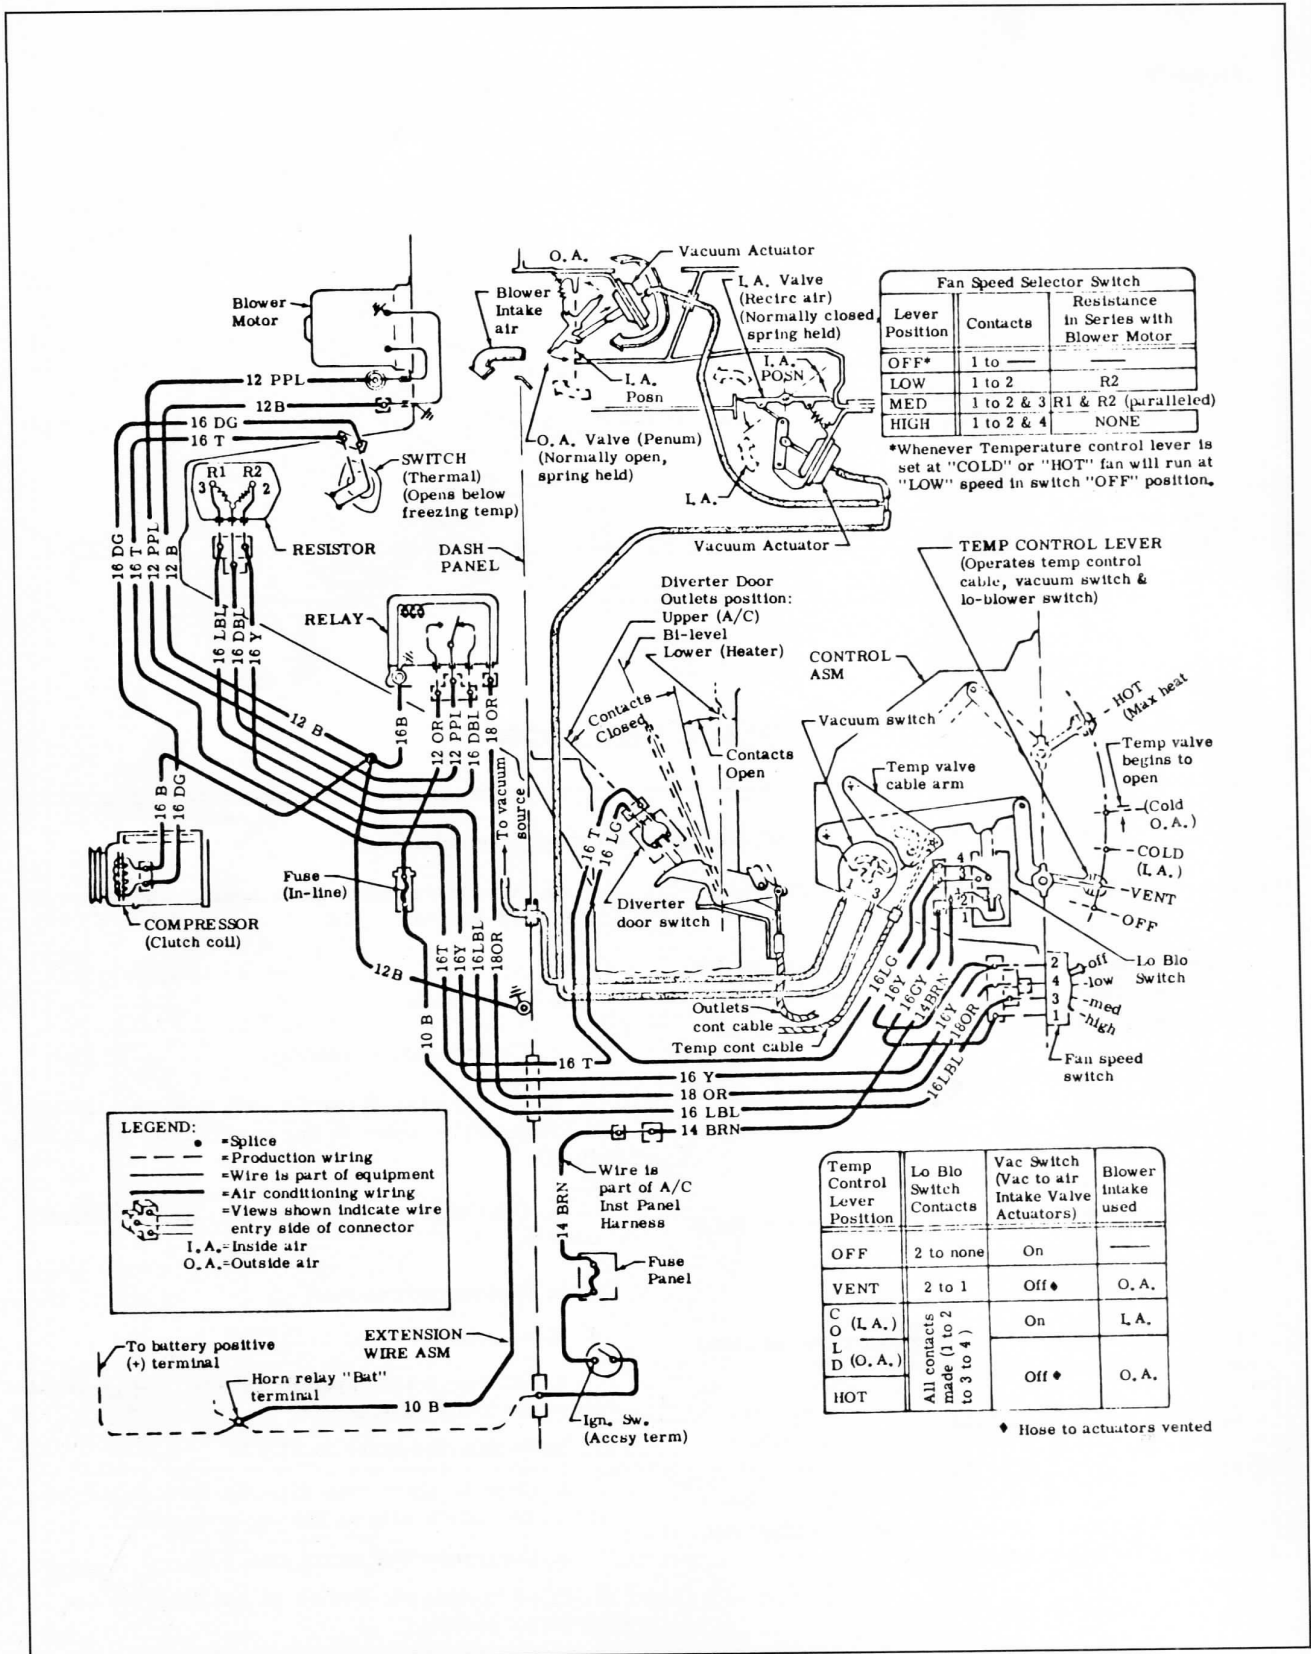 O. A.
Vacuum Actuator
Blower
Motor
Blower
Intake
air
I. A. Valve
(Recirc air)
(Normally closed,
spring held)
I. A.
POSN
I. A.
Posn
O. A. Valve (Penum)
(Normally open,
spring held)
I. A.
Vacuum Actuator
Fan Speed Selector Switch
Lever Position | Contacts | Resistance in Series with Blower Motor
OFF* | 1 to — | —
LOW | 1 to 2 | R2
MED | 1 to 2 & 3 | R1 & R2 (paralleled)
HIGH | 1 to 2 & 4 | NONE
*Whenever Temperature control lever is
set at "COLD" or "HOT" fan will run at
"LOW" speed in switch "OFF" position.
12 PPL
12B
16 DG
16 T
SWITCH
(Thermal)
(Opens below
freezing temp)
R1 R2
3 2
RESISTOR
16 DG
16 T
12 PPL
12 B
16 LBL
16 DBL
16 Y
DASH
PANEL
RELAY
12 B
16B
12 OR
12 PPL
16 DBL
18 OR
Diverter Door
Outlets position:
Upper (A/C)
Bi-level
Lower (Heater)
Contacts
Closed
Contacts
Open
TEMP CONTROL LEVER
(Operates temp control
cable, vacuum switch &
lo-blower switch)
CONTROL
ASM
Vacuum switch
Temp valve
cable arm
HOT
(Max heat
Temp valve
begins to
open
(Cold
O. A.)
COLD
(I. A.)
VENT
OFF
16 B
16 DG
COMPRESSOR
(Clutch coil)
Fuse
(In-line)
To vacuum
source
16 T
16 LG
Diverter
door switch
1 3
4
3
2
1
Lo Blo
Switch
2 off
4 low
3 med
1 high
Fan speed
switch
12B
10 B
16T
16Y
16LBL
18OR
Outlets
cont cable
Temp cont cable
16LG
16Y
16GY
14BRN
16Y
18OR
16LBL
16 T
16 Y
18 OR
16 LBL
14 BRN
LEGEND:
=Splice
=Production wiring
=Wire is part of equipment
=Air conditioning wiring
=Views shown indicate wire
entry side of connector
I. A.=Inside air
O. A.=Outside air
Wire is
part of A/C
Inst Panel
Harness
14 BRN
Fuse
Panel
EXTENSION
WIRE ASM
To battery positive
(+) terminal
Horn relay "Bat"
terminal
10 B
Ign. Sw.
(Accsy term)
Temp Control Lever Position | Lo Blo Switch Contacts | Vac Switch (Vac to air Intake Valve Actuators) | Blower intake used
OFF | 2 to none | On | —
VENT | 2 to 1 | Off♦ | O. A.
COLD (I. A.) | All contacts made (1 to 2 to 3 to 4) | On | I. A.
(O. A.) | Off♦ | O. A.
HOT
♦ Hose to actuators vented